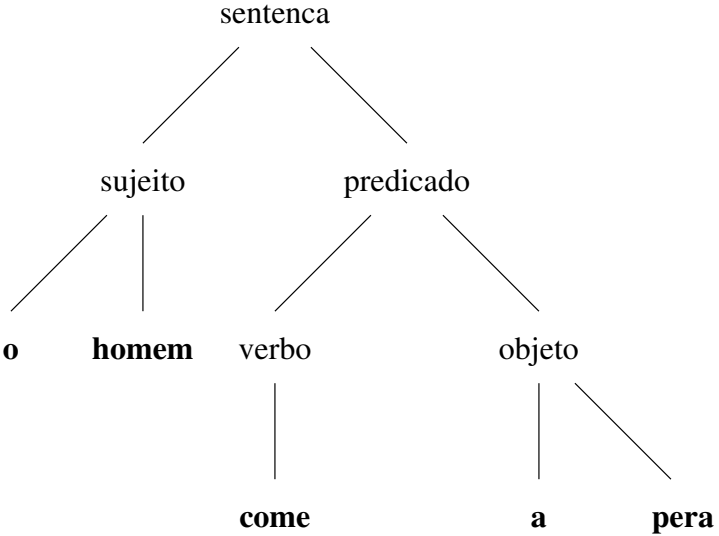 sentenca
sujeito predicado
o homem verbo objeto
come a pera